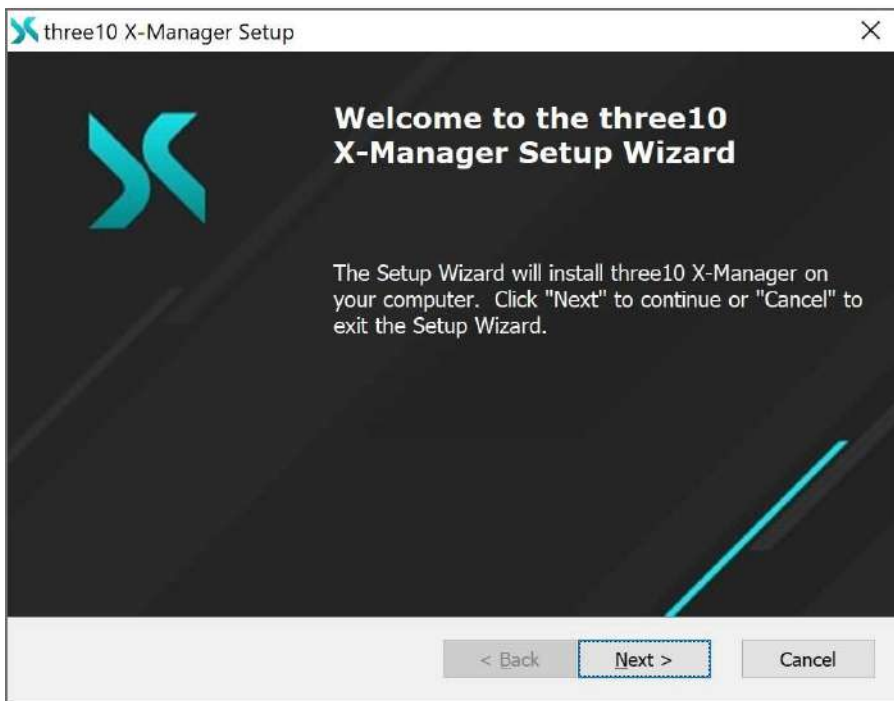 three10 X-Manager Setup
Welcome to the three10
X-Manager Setup Wizard
The Setup Wizard will install three10 X-Manager on
your computer. Click "Next" to continue or "Cancel" to
exit the Setup Wizard.
< Back
Next >
Cancel